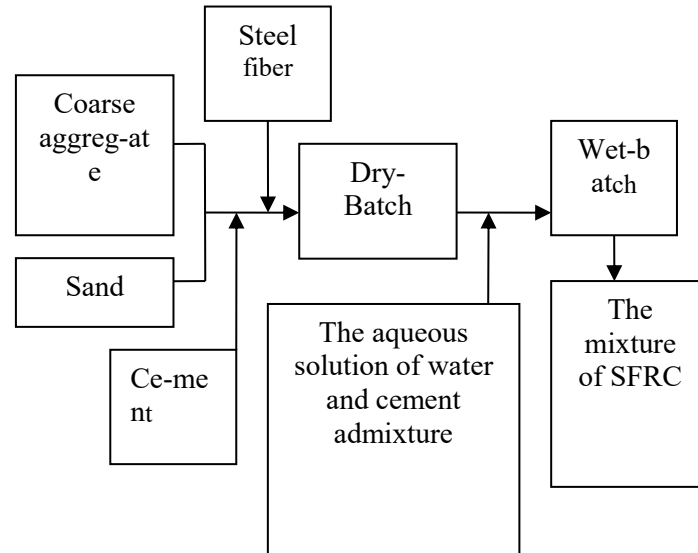 Steel
fiber
Coarse
aggreg-at
e
Dry-
Batch
Wet-b
atch
Sand
Ce-me
nt
The aqueous
solution of water
and cement
admixture
The
mixture
of SFRC